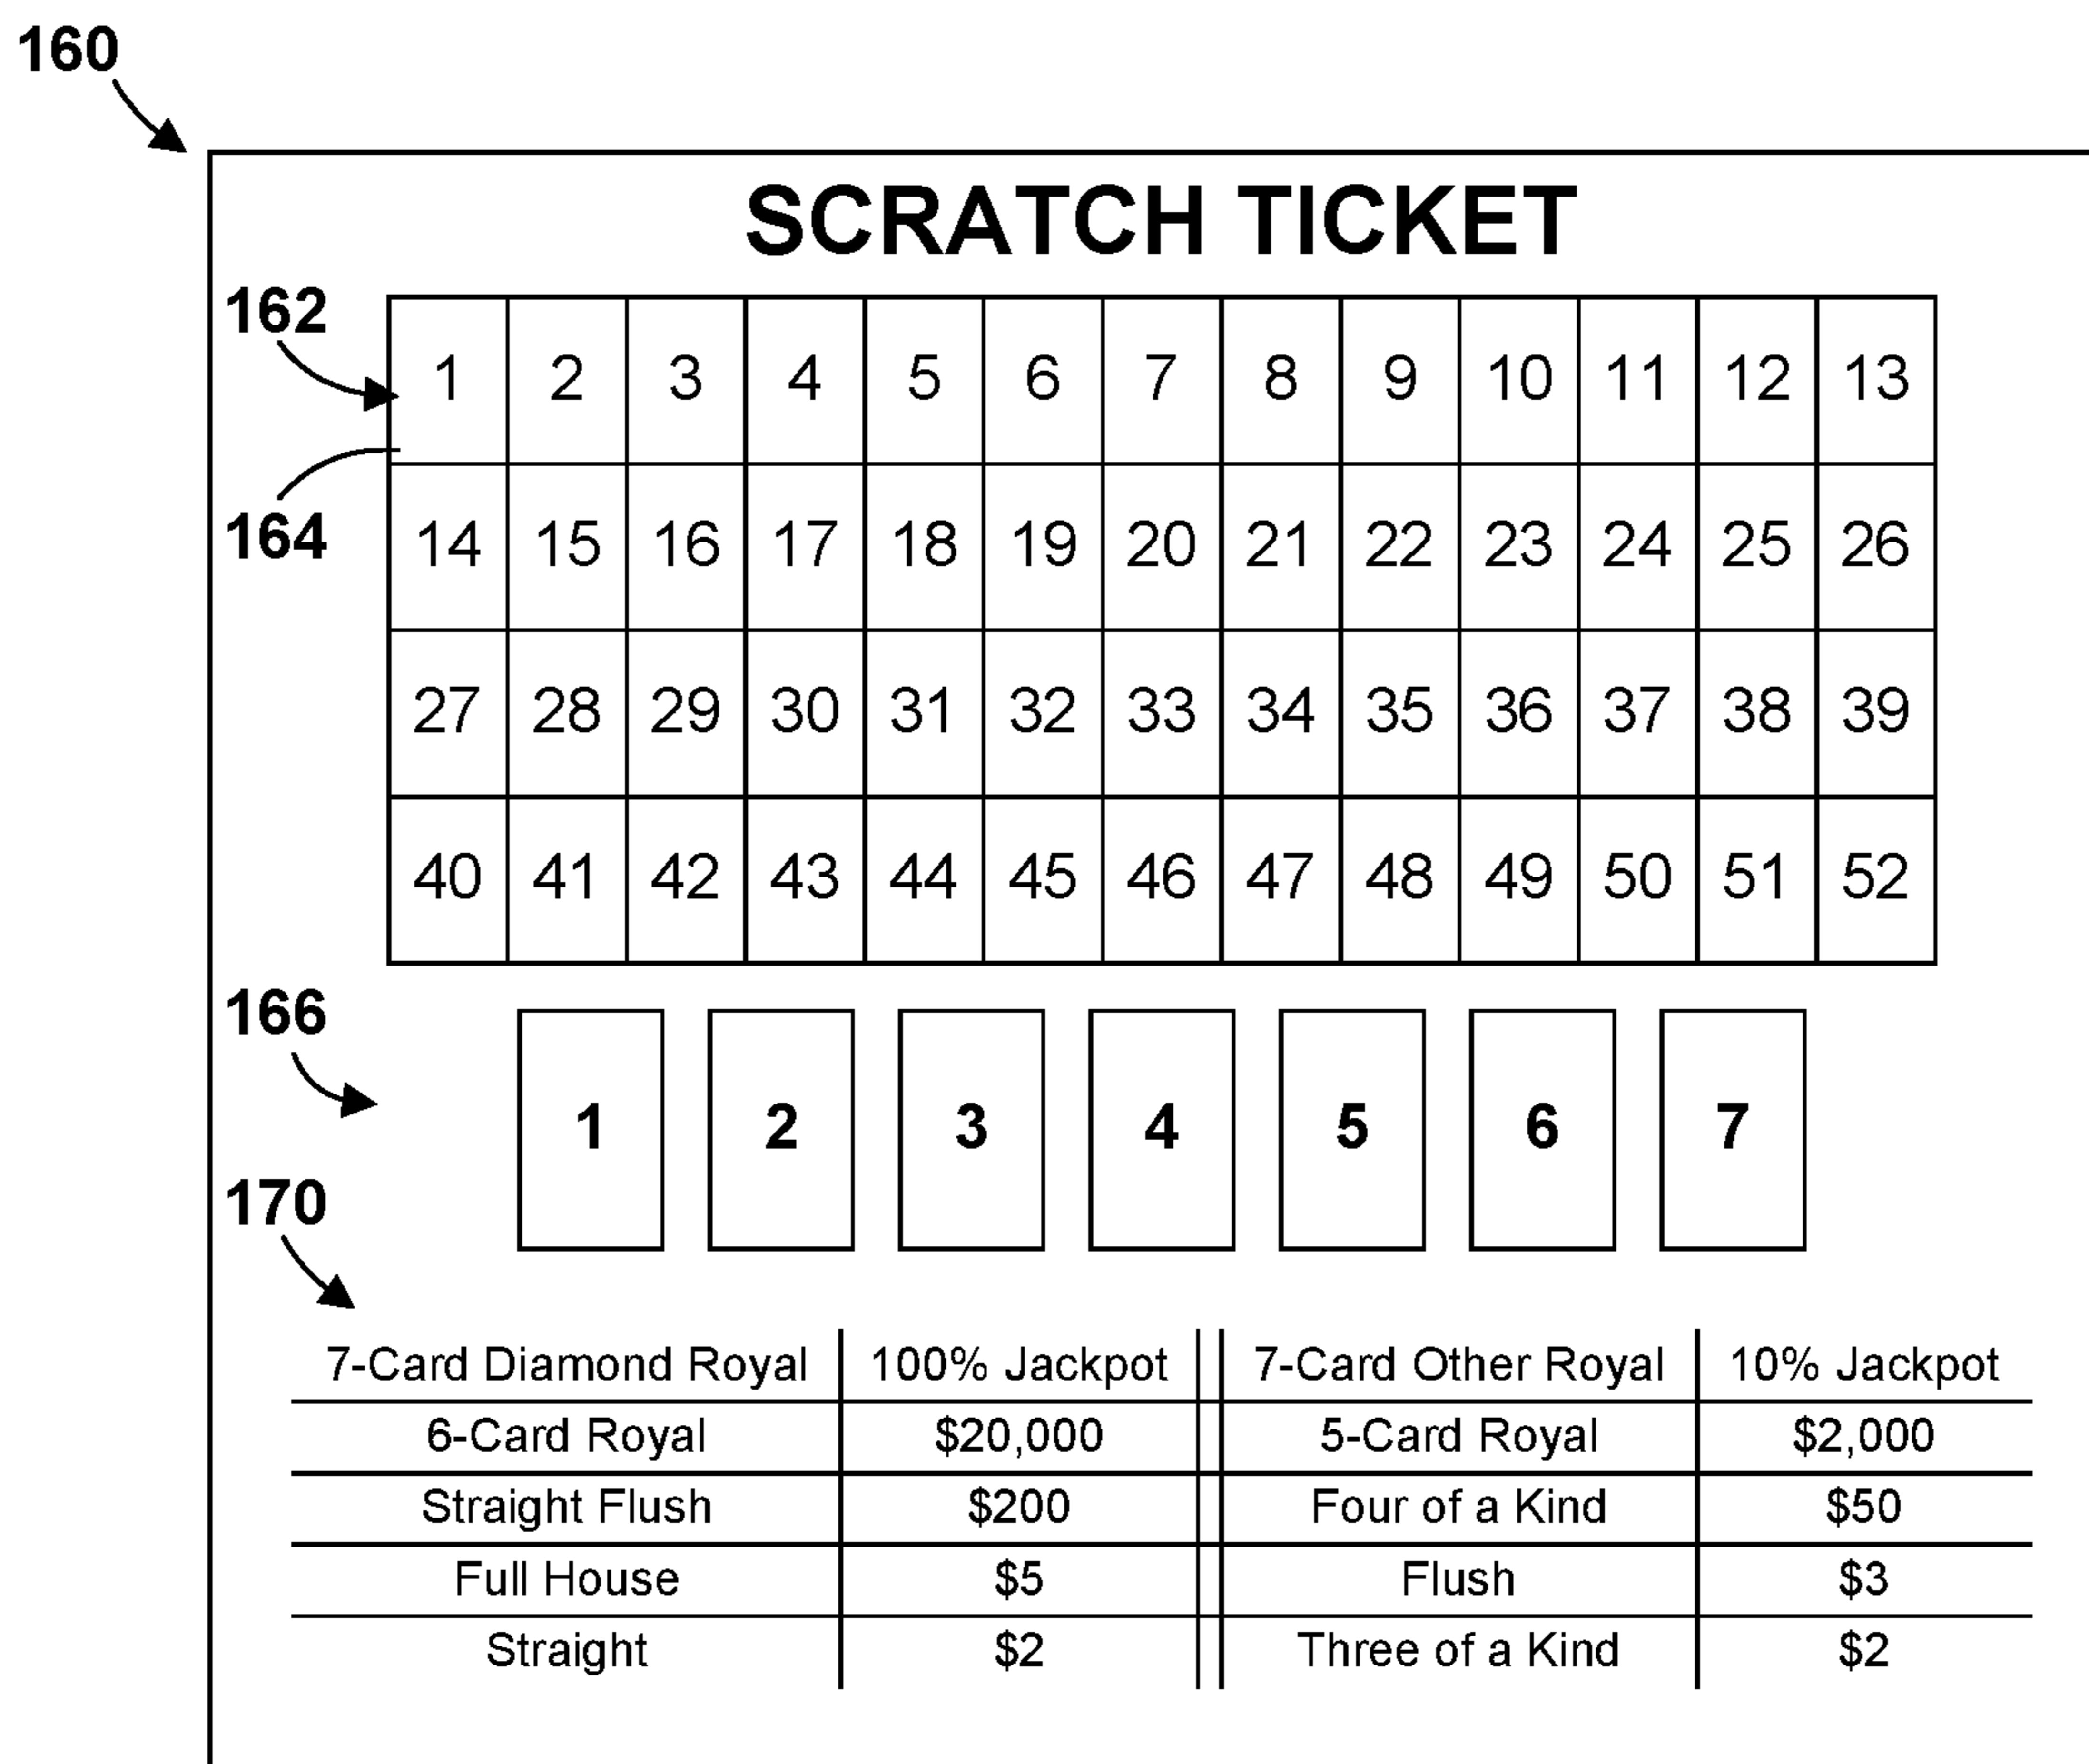 160
SCRATCH TICKET
162
1 2 3 4 5 6 7 8 9 10 11 12 13
164
14 15 16 17 18 19 20 21 22 23 24 25 26
27 28 29 30 31 32 33 34 35 36 37 38 39
40 41 42 43 44 45 46 47 48 49 50 51 52
166
1 2 3 4 5 6 7
170
7-Card Diamond Royal 100% Jackpot 7-Card Other Royal 10% Jackpot
6-Card Royal $20,000 5-Card Royal $2,000
Straight Flush $200 Four of a Kind $50
Full House $5 Flush $3
Straight $2 Three of a Kind $2